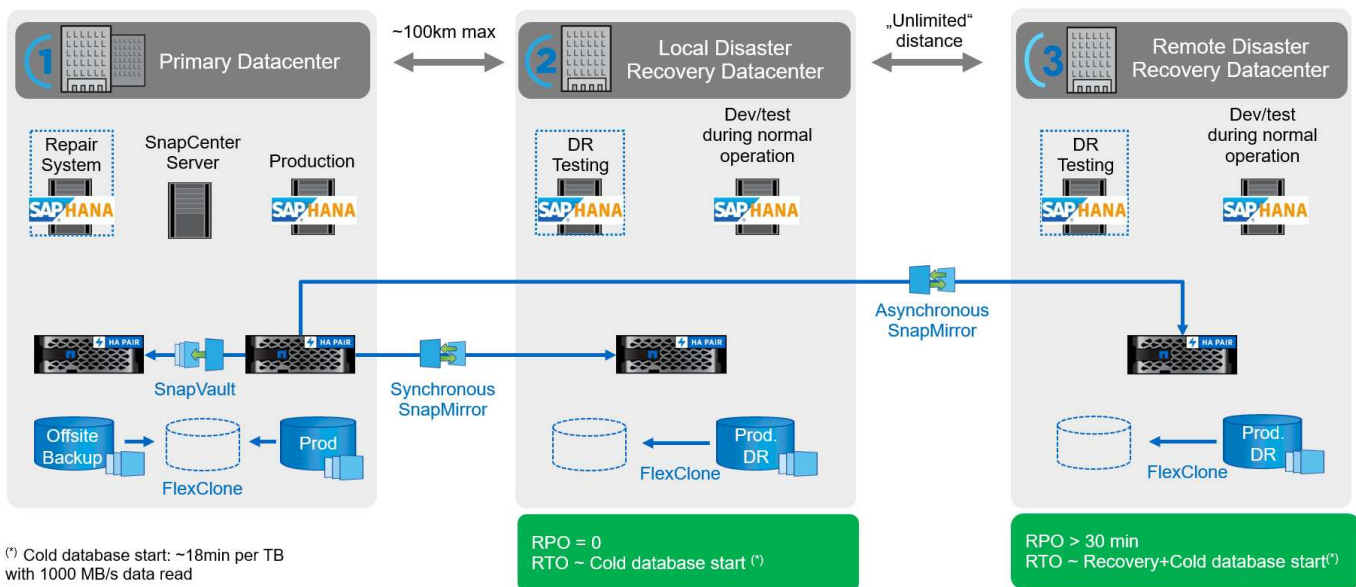 1
Primary Datacenter
~100km max
2
Local Disaster
Recovery Datacenter
„Unlimited“
distance
3
Remote Disaster
Recovery Datacenter
Repair
System
SAP HANA
SnapCenter
Server
Production
SAP HANA
DR
Testing
SAP HANA
Dev/test
during normal
operation
SAP HANA
DR
Testing
SAP HANA
Dev/test
during normal
operation
SAP HANA
Asynchronous
SnapMirror
HA PAIR
SnapVault
HA PAIR
Synchronous
SnapMirror
HA PAIR
HA PAIR
Offsite
Backup
FlexClone
Prod
Prod.
DR
FlexClone
Prod.
DR
FlexClone
(*) Cold database start: ~18min per TB
with 1000 MB/s data read
RPO = 0
RTO ~ Cold database start (*)
RPO > 30 min
RTO ~ Recovery+Cold database start(*)